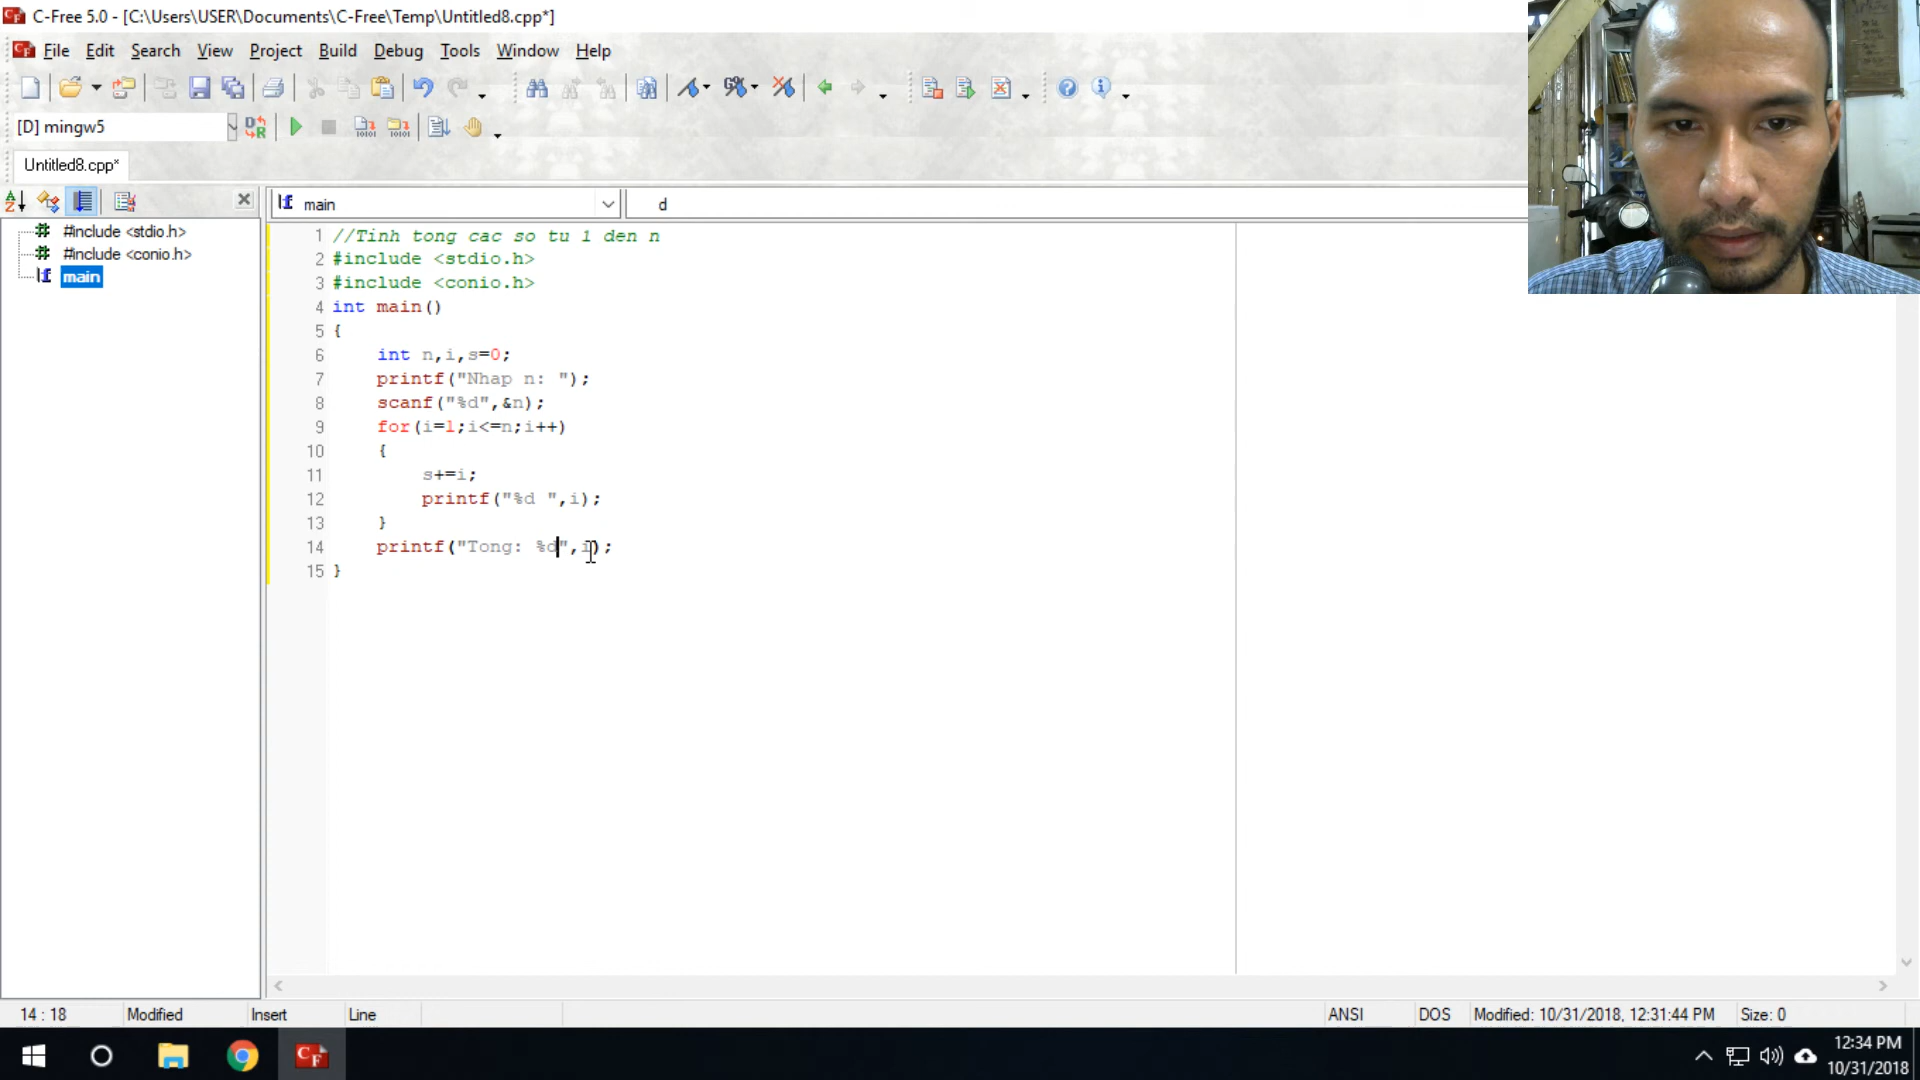 C-Free 5.0 - [C:\Users\USER\Documents\C-Free\Temp\Untitled8.cpp*]
File Edit Search View Project Build Debug Tools Window Help
[D] mingw5
Untitled8.cpp*
main d
#include <stdio.h>
#include <conio.h>
main
1 //Tinh tong cac so tu 1 den n
2 #include <stdio.h>
3 #include <conio.h>
4 int main()
5 {
6 int n,i,s=0;
7 printf("Nhap n: ");
8 scanf("%d",&n);
9 for(i=1;i<=n;i++)
10 {
11 s+=i;
12 printf("%d ",i);
13 }
14 printf("Tong: %d",i);
15 }
14 : 18 Modified Insert Line ANSI DOS Modified: 10/31/2018, 12:31:44 PM Size: 0
12:34 PM
10/31/2018